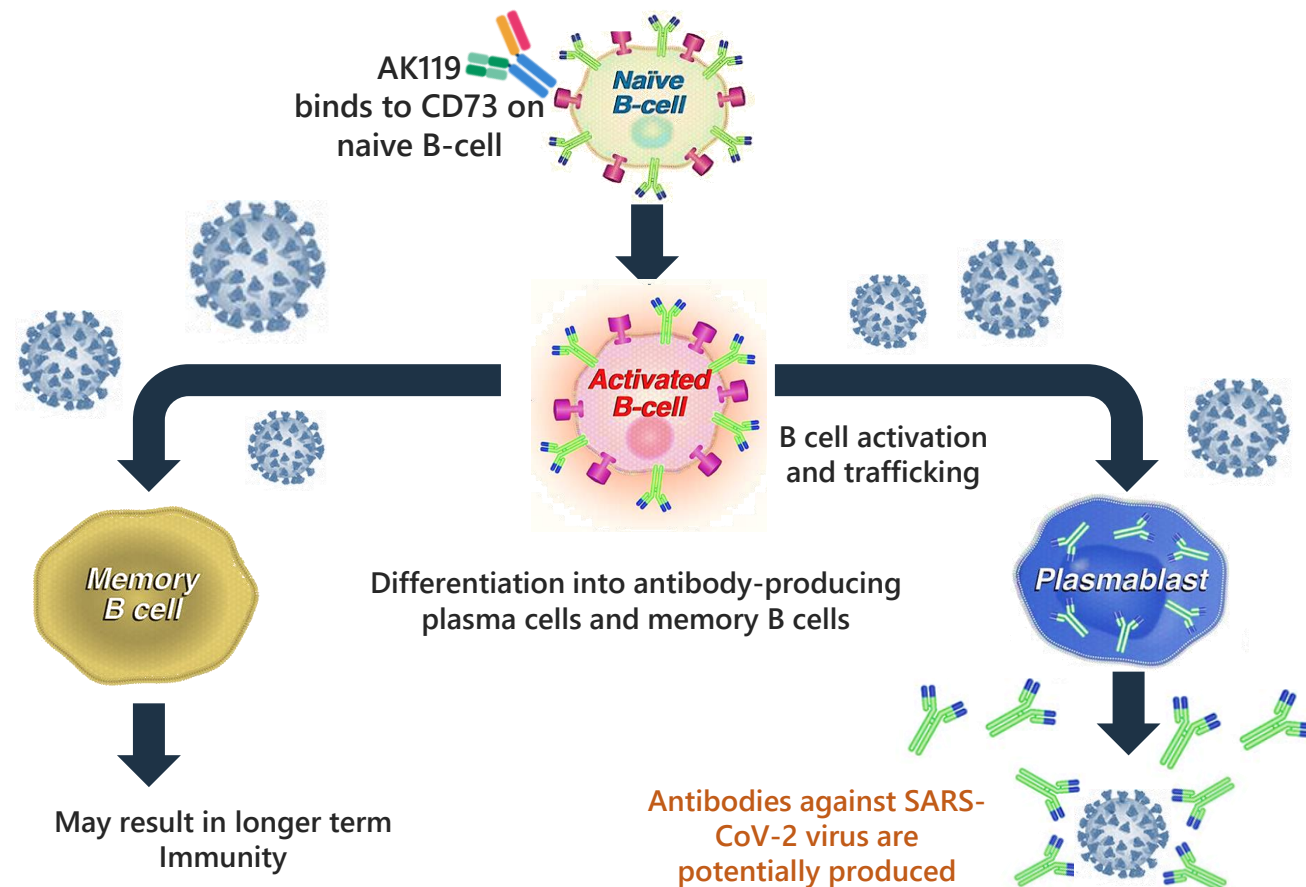 AK119
binds to CD73 on
naive B-cell
Naïve
B-cell
Activated
B-cell
B cell activation
and trafficking
Memory
B cell
Differentiation into antibody-producing
plasma cells and memory B cells
Plasmablast
May result in longer term
Immunity
Antibodies against SARS-
CoV-2 virus are
potentially produced